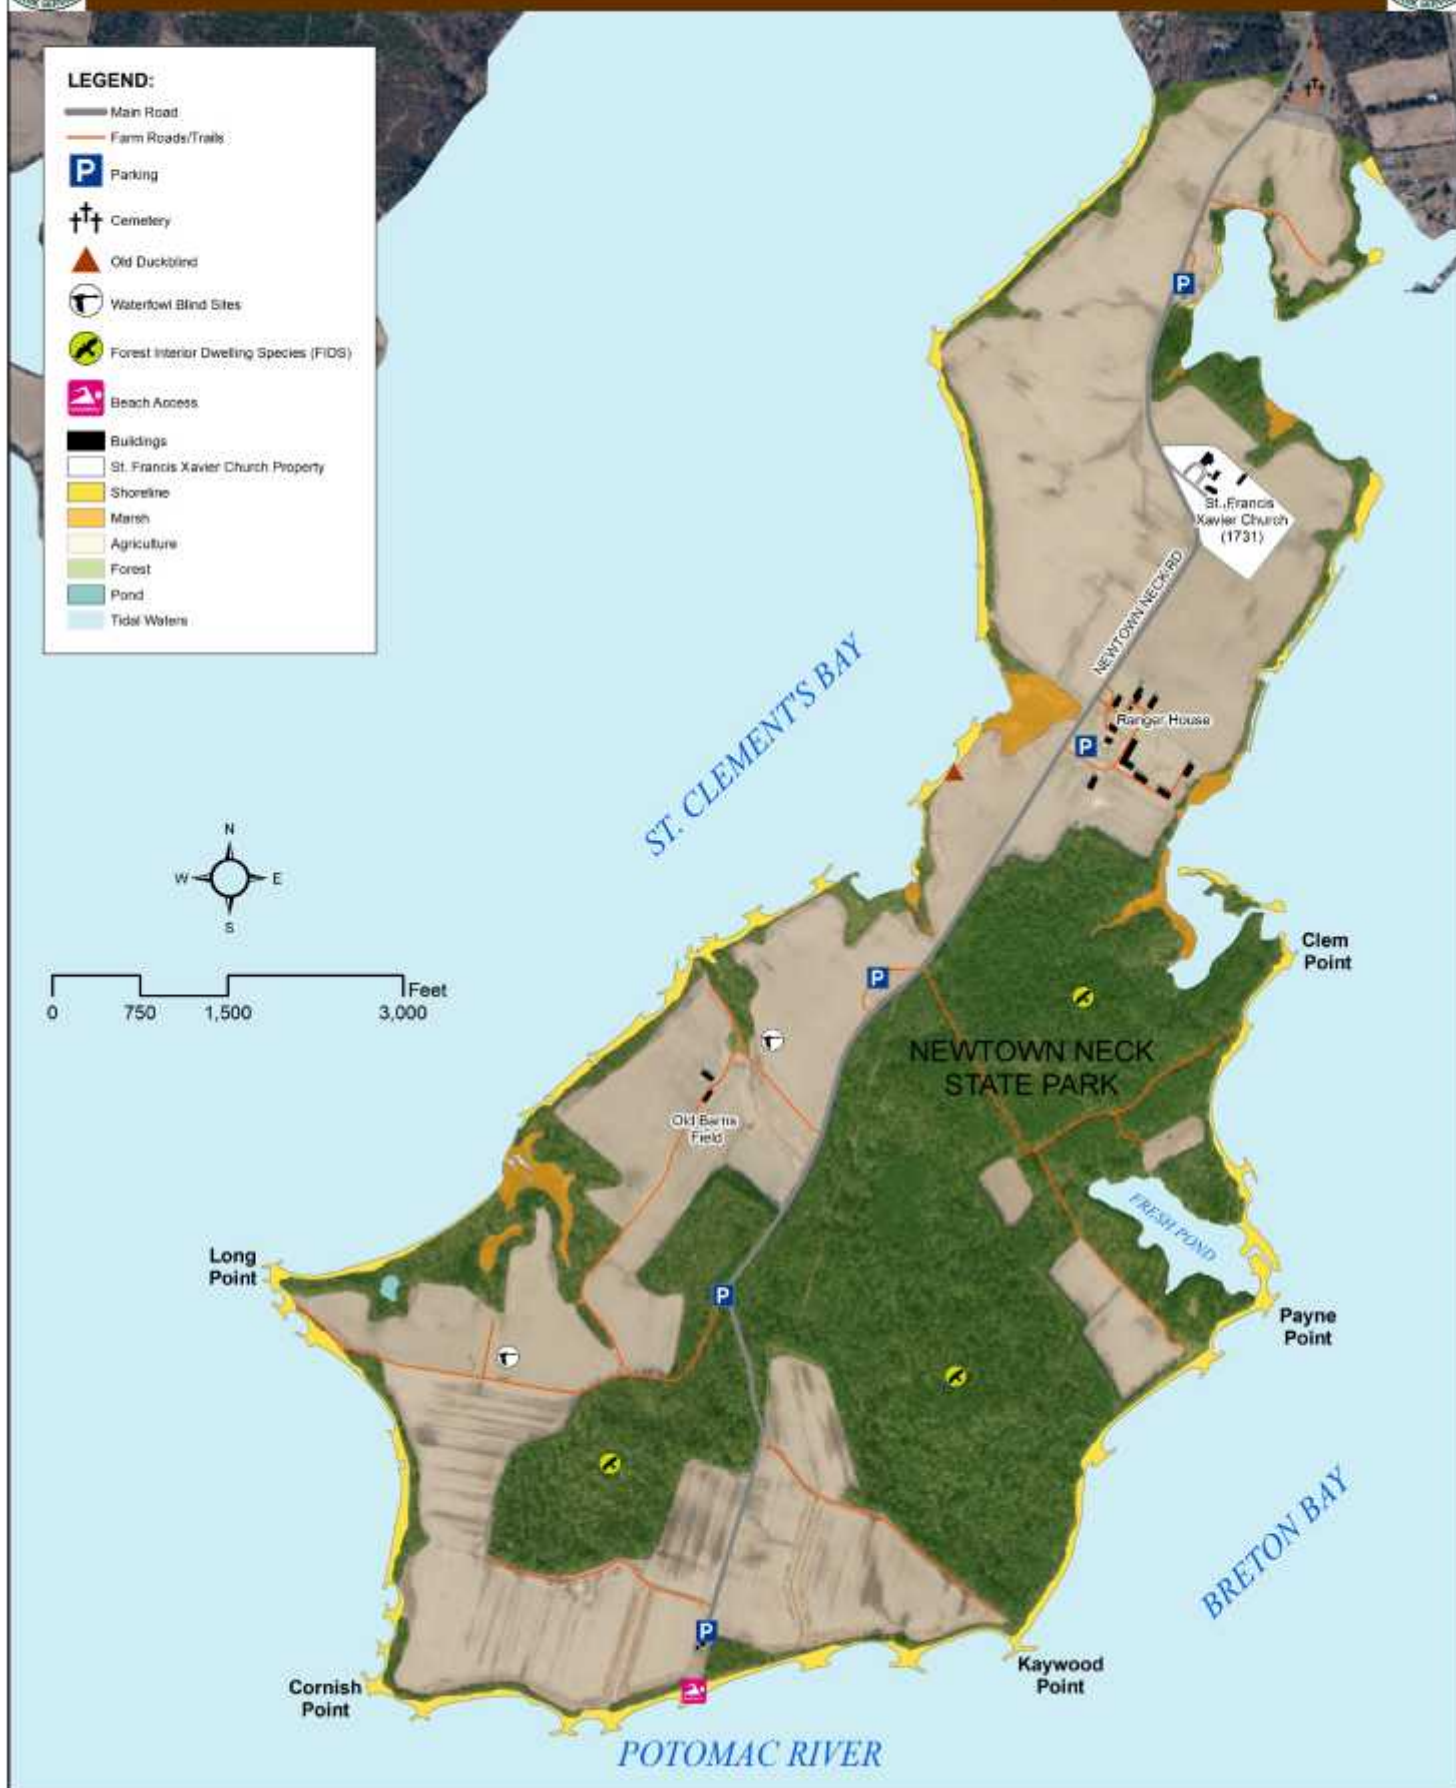 LEGEND:
Main Road
Farm Roads/Trails
P
Parking
Cemetery
Old Duckblind
Waterfowl Blind Sites
Forest Interior Dwelling Species (FIDS)
Beach Access
Buildings
St. Francis Xavier Church Property
Shoreline
Marsh
Agriculture
Forest
Pond
Tidal Waters
P
St. Francis
Xavier Church
(1731)
NEWTOWN NECK RD
Ranger House
P
ST. CLEMENT'S BAY
N
W E
S
Feet
0 750 1,500 3,000
Clem
Point
P
NEWTOWN NECK
STATE PARK
Old Barns
Field
FRESH POND
Long
Point
P
Payne
Point
BRETON BAY
P
Kaywood
Point
Cornish
Point
POTOMAC RIVER